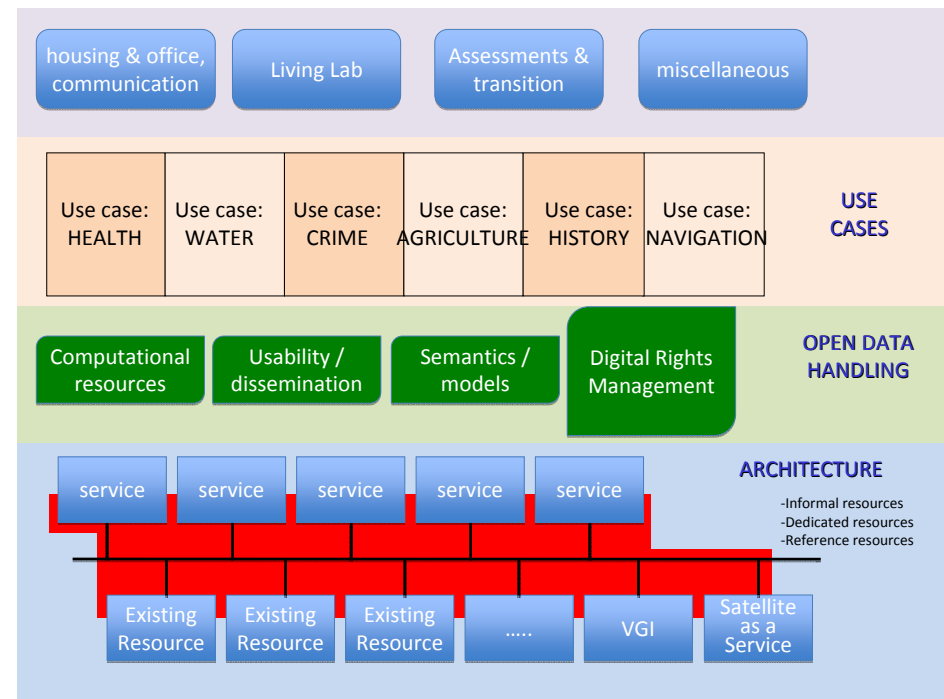 housing & office,
communication
Living Lab
Assessments &
transition
miscellaneous
Use case:
HEALTH
Use case:
WATER
Use case:
CRIME
Use case:
AGRICULTURE
Use case:
HISTORY
Use case:
NAVIGATION
USE
CASES
Computational
resources
Usability /
dissemination
Semantics /
models
Digital Rights
Management
OPEN DATA
HANDLING
ARCHITECTURE
-Informal resources
-Dedicated resources
-Reference resources
service
service
service
service
service
Existing
Resource
Existing
Resource
Existing
Resource
.....
VGI
Satellite
as a
Service